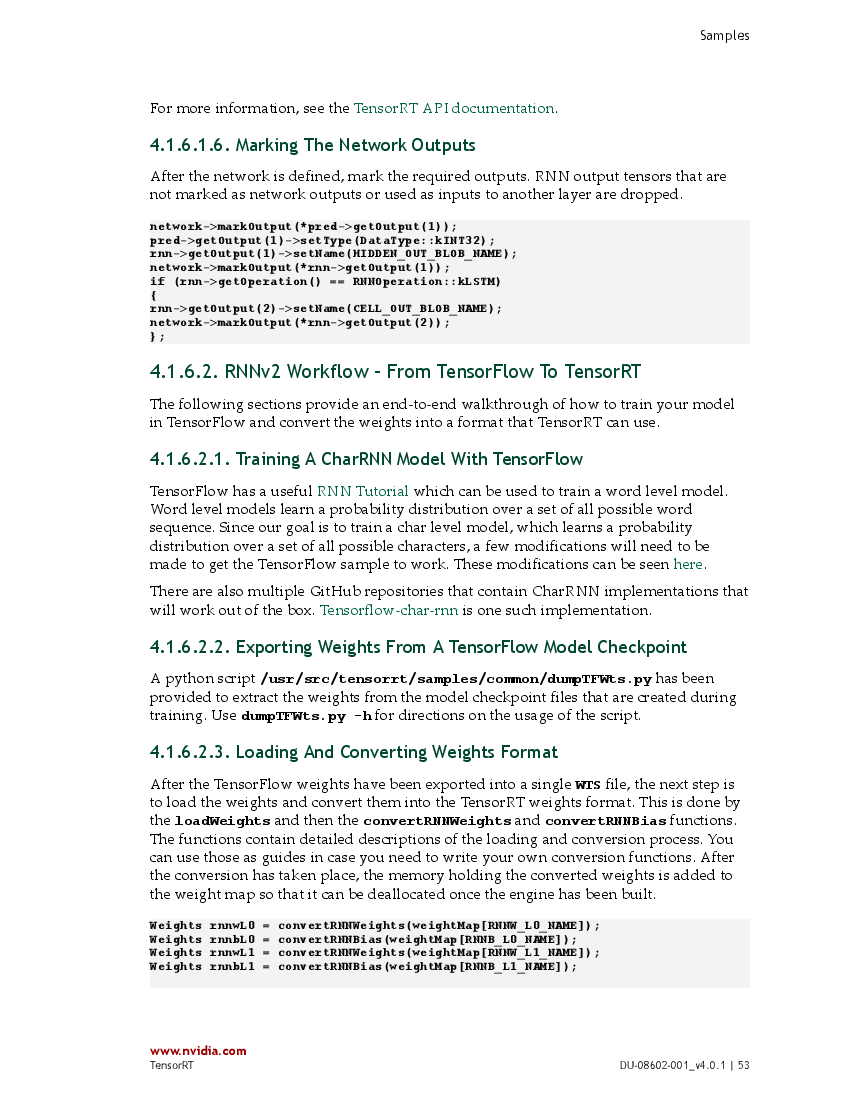 Samples
For more information, see the TensorRT API documentation.
4.1.6.1.6. Marking The Network Outputs
After the network is defined, mark the required outputs. RNN output tensors that are
not marked as network outputs or used as inputs to another layer are dropped.
network->markOutput(*pred->getOutput(1));
pred->getOutput(1)->setType(DataType::kINT32);
rnn->getOutput(1)->setName(HIDDEN_OUT_BLOB_NAME);
network->markOutput(*rnn->getOutput(1));
if (rnn->getOperation() == RNNOperation::kLSTM)
{
rnn->getOutput(2)->setName(CELL_OUT_BLOB_NAME);
network->markOutput(*rnn->getOutput(2));
};
4.1.6.2. RNNv2 Workflow - From TensorFlow To TensorRT
The following sections provide an end-to-end walkthrough of how to train your model
in TensorFlow and convert the weights into a format that TensorRT can use.
4.1.6.2.1. Training A CharRNN Model With TensorFlow
TensorFlow has a useful RNN Tutorial which can be used to train a word level model.
Word level models learn a probability distribution over a set of all possible word
sequence. Since our goal is to train a char level model, which learns a probability
distribution over a set of all possible characters, a few modifications will need to be
made to get the TensorFlow sample to work. These modifications can be seen here.
There are also multiple GitHub repositories that contain CharRNN implementations that
will work out of the box. Tensorflow-char-rnn is one such implementation.
4.1.6.2.2. Exporting Weights From A TensorFlow Model Checkpoint
A python script /usr/src/tensorrt/samples/common/dumpTFWts.py has been
provided to extract the weights from the model checkpoint files that are created during
training. Use dumpTFWts.py -h for directions on the usage of the script.
4.1.6.2.3. Loading And Converting Weights Format
After the TensorFlow weights have been exported into a single WTS file, the next step is
to load the weights and convert them into the TensorRT weights format. This is done by
the loadWeights and then the convertRNNWeights and convertRNNBias functions.
The functions contain detailed descriptions of the loading and conversion process. You
can use those as guides in case you need to write your own conversion functions. After
the conversion has taken place, the memory holding the converted weights is added to
the weight map so that it can be deallocated once the engine has been built.
Weights rnnwL0 = convertRNNWeights(weightMap[RNNW_L0_NAME]);
Weights rnnbL0 = convertRNNBias(weightMap[RNNB_L0_NAME]);
Weights rnnwL1 = convertRNNWeights(weightMap[RNNW_L1_NAME]);
Weights rnnbL1 = convertRNNBias(weightMap[RNNB_L1_NAME]);
www.nvidia.com
TensorRT
DU-08602-001_v4.0.1 | 53